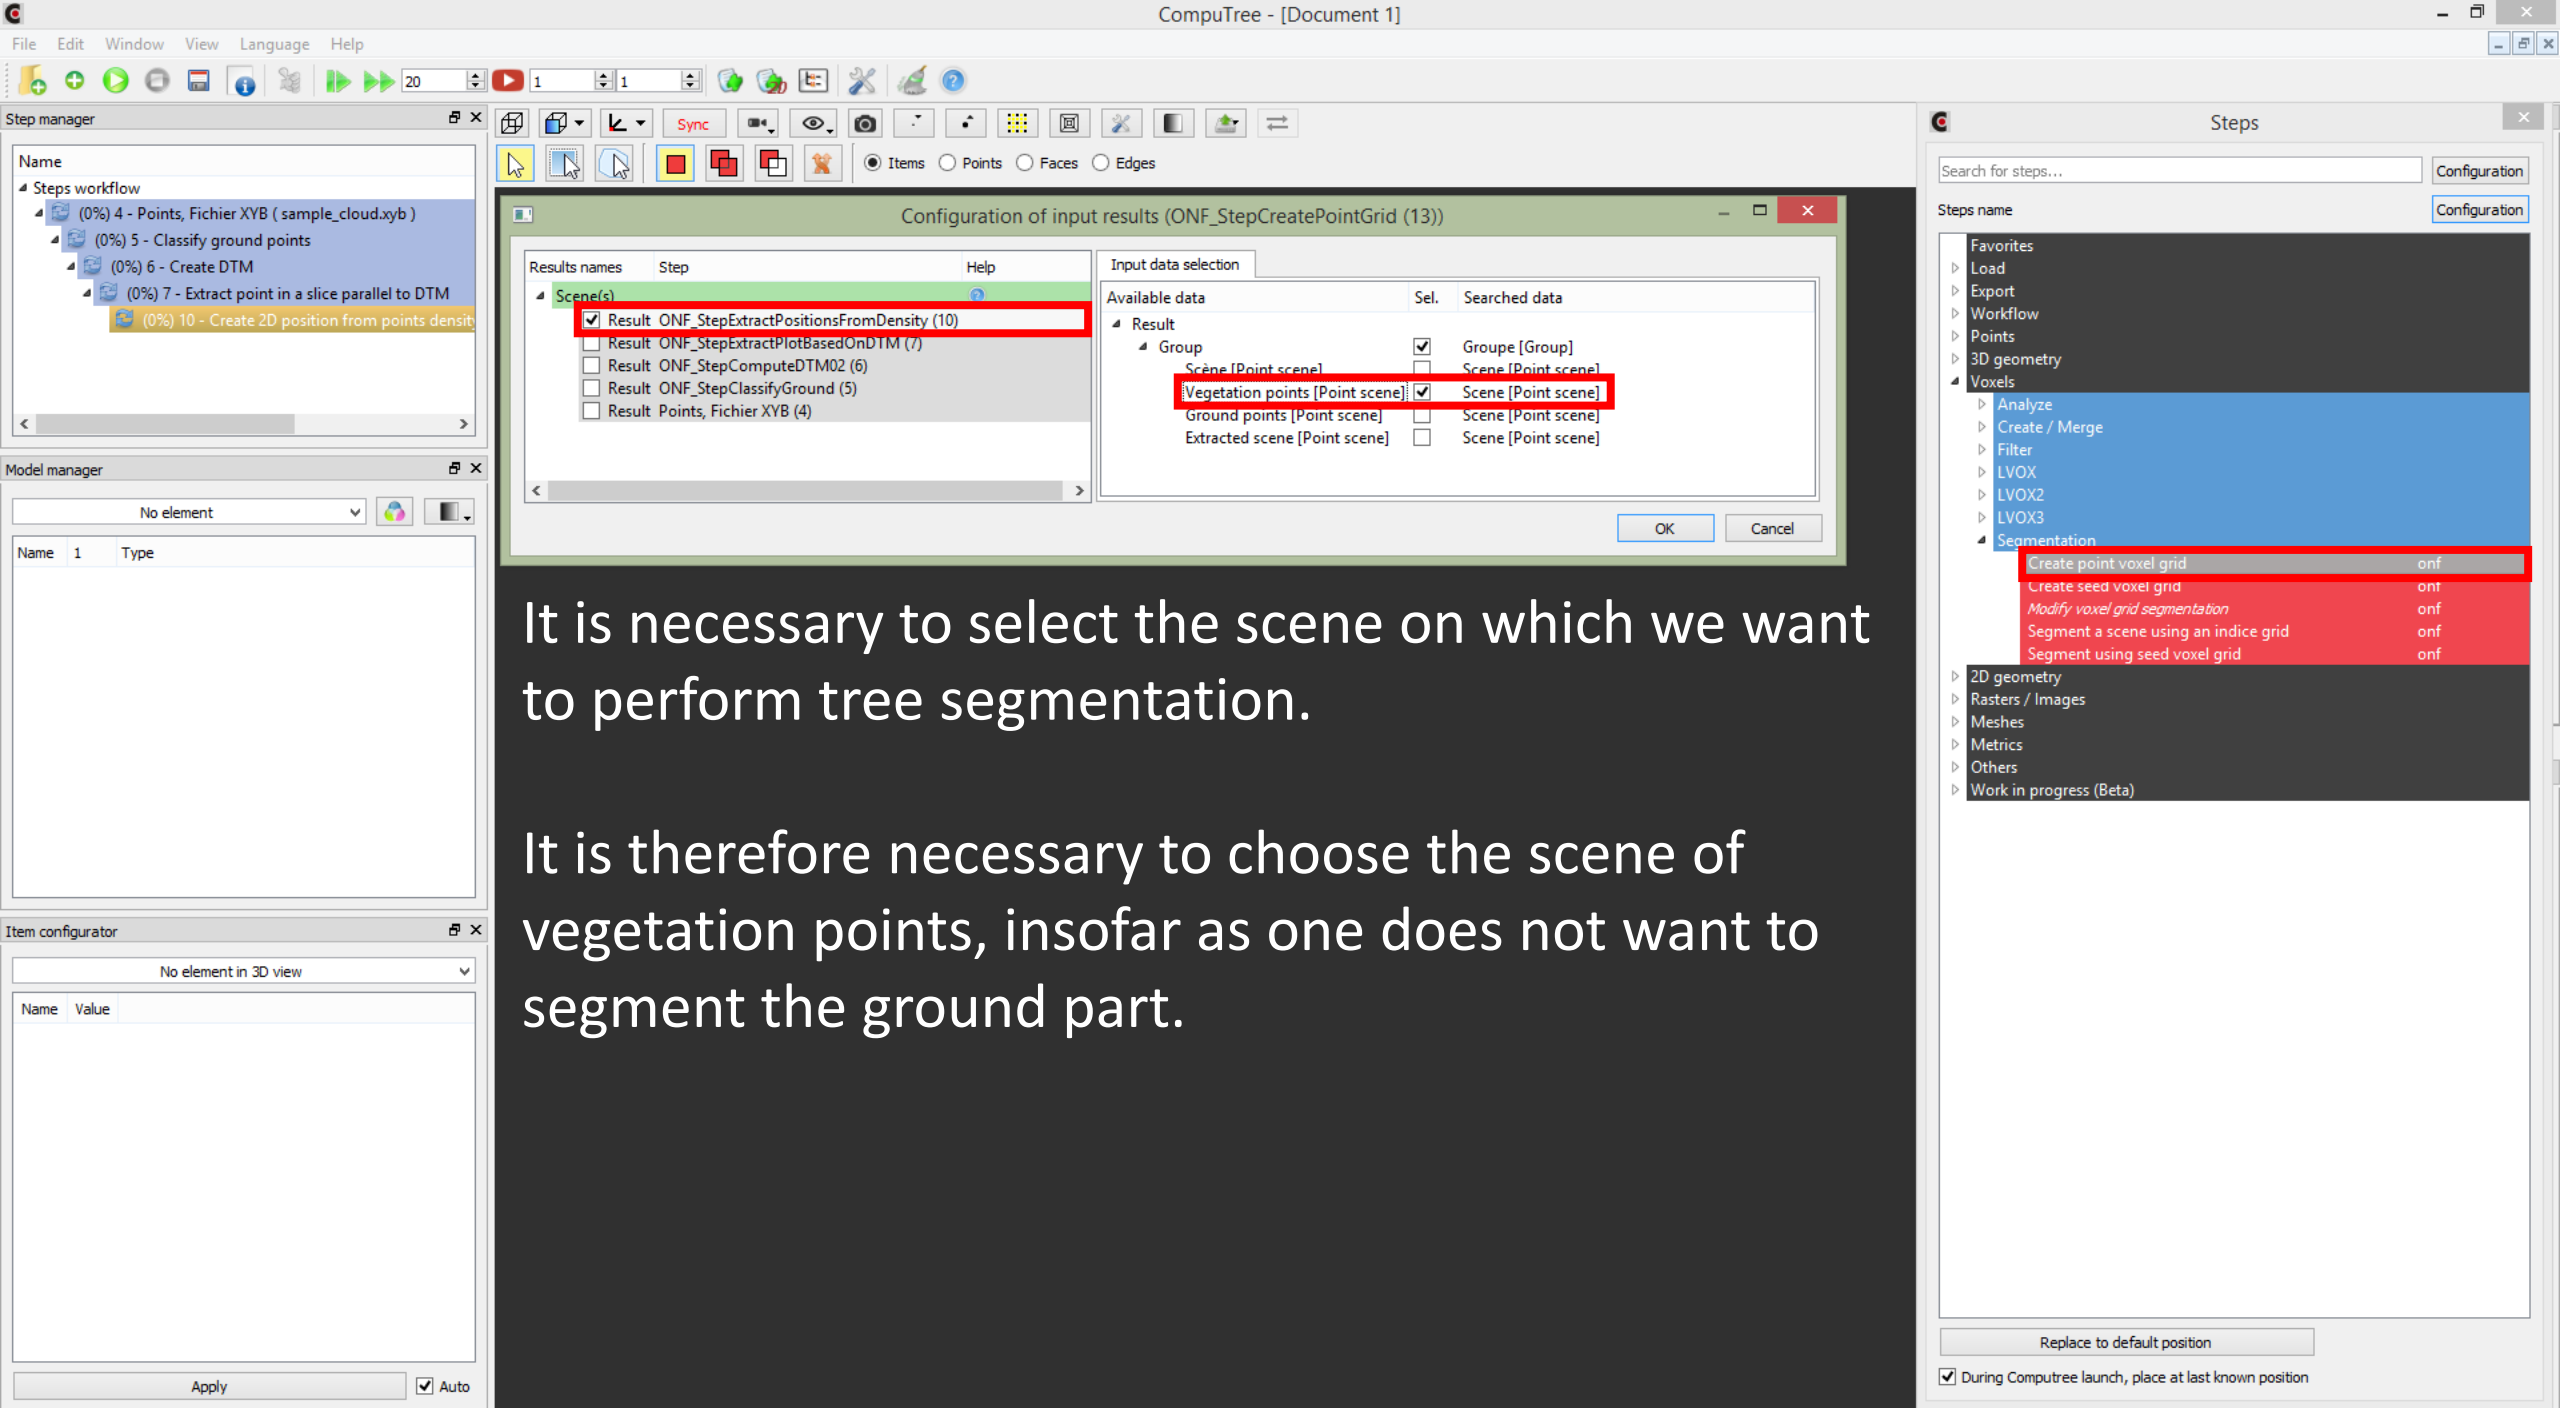 CompuTree - [Document 1]
File Edit Window View Language Help
20 1 1
Step manager
Name
Steps workflow
(0%) 4 - Points, Fichier XYB ( sample_cloud.xyb )
(0%) 5 - Classify ground points
(0%) 6 - Create DTM
(0%) 7 - Extract point in a slice parallel to DTM
(0%) 10 - Create 2D position from points densit
Model manager
No element
Name 1 Type
Item configurator
No element in 3D view
Name Value
Apply Auto
Sync
Items Points Faces Edges
Configuration of input results (ONF_StepCreatePointGrid (13))
Results names Step Help
Scene(s)
Result ONF_StepExtractPositionsFromDensity (10)
Result ONF_StepExtractPlotBasedOnDTM (7)
Result ONF_StepComputeDTM02 (6)
Result ONF_StepClassifyGround (5)
Result Points, Fichier XYB (4)
Input data selection
Available data Sel. Searched data
Result
Group Groupe [Group]
Scène [Point scene] Scene [Point scene]
Vegetation points [Point scene] Scene [Point scene]
Ground points [Point scene] Scene [Point scene]
Extracted scene [Point scene] Scene [Point scene]
OK Cancel
It is necessary to select the scene on which we want
to perform tree segmentation.
It is therefore necessary to choose the scene of
vegetation points, insofar as one does not want to
segment the ground part.
Steps
Search for steps... Configuration
Steps name Configuration
Favorites
Load
Export
Workflow
Points
3D geometry
Voxels
Analyze
Create / Merge
Filter
LVOX
LVOX2
LVOX3
Segmentation
Create point voxel grid onf
Create seed voxel grid onf
Modify voxel grid segmentation onf
Segment a scene using an indice grid onf
Segment using seed voxel grid onf
2D geometry
Rasters / Images
Meshes
Metrics
Others
Work in progress (Beta)
Replace to default position
During Computree launch, place at last known position